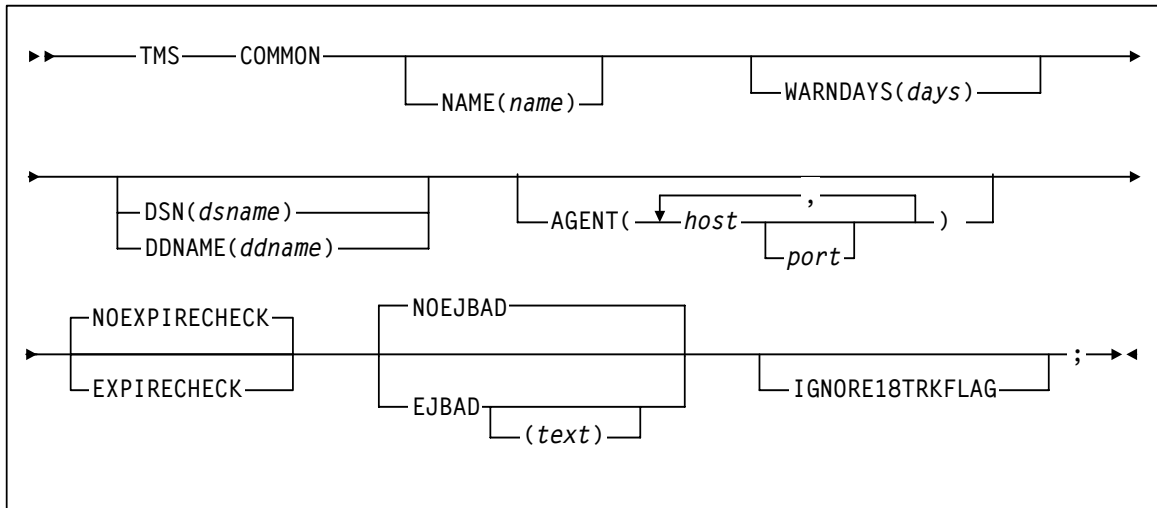 TMS COMMON
NAME(name)
WARNDAYS(days)
DSN(dsname)
DDNAME(ddname)
,
AGENT( host )
port
NOEXPIRECHECK
EXPIRECHECK
NOEJBAD
EJBAD
(text)
IGNORE18TRKFLAG
;